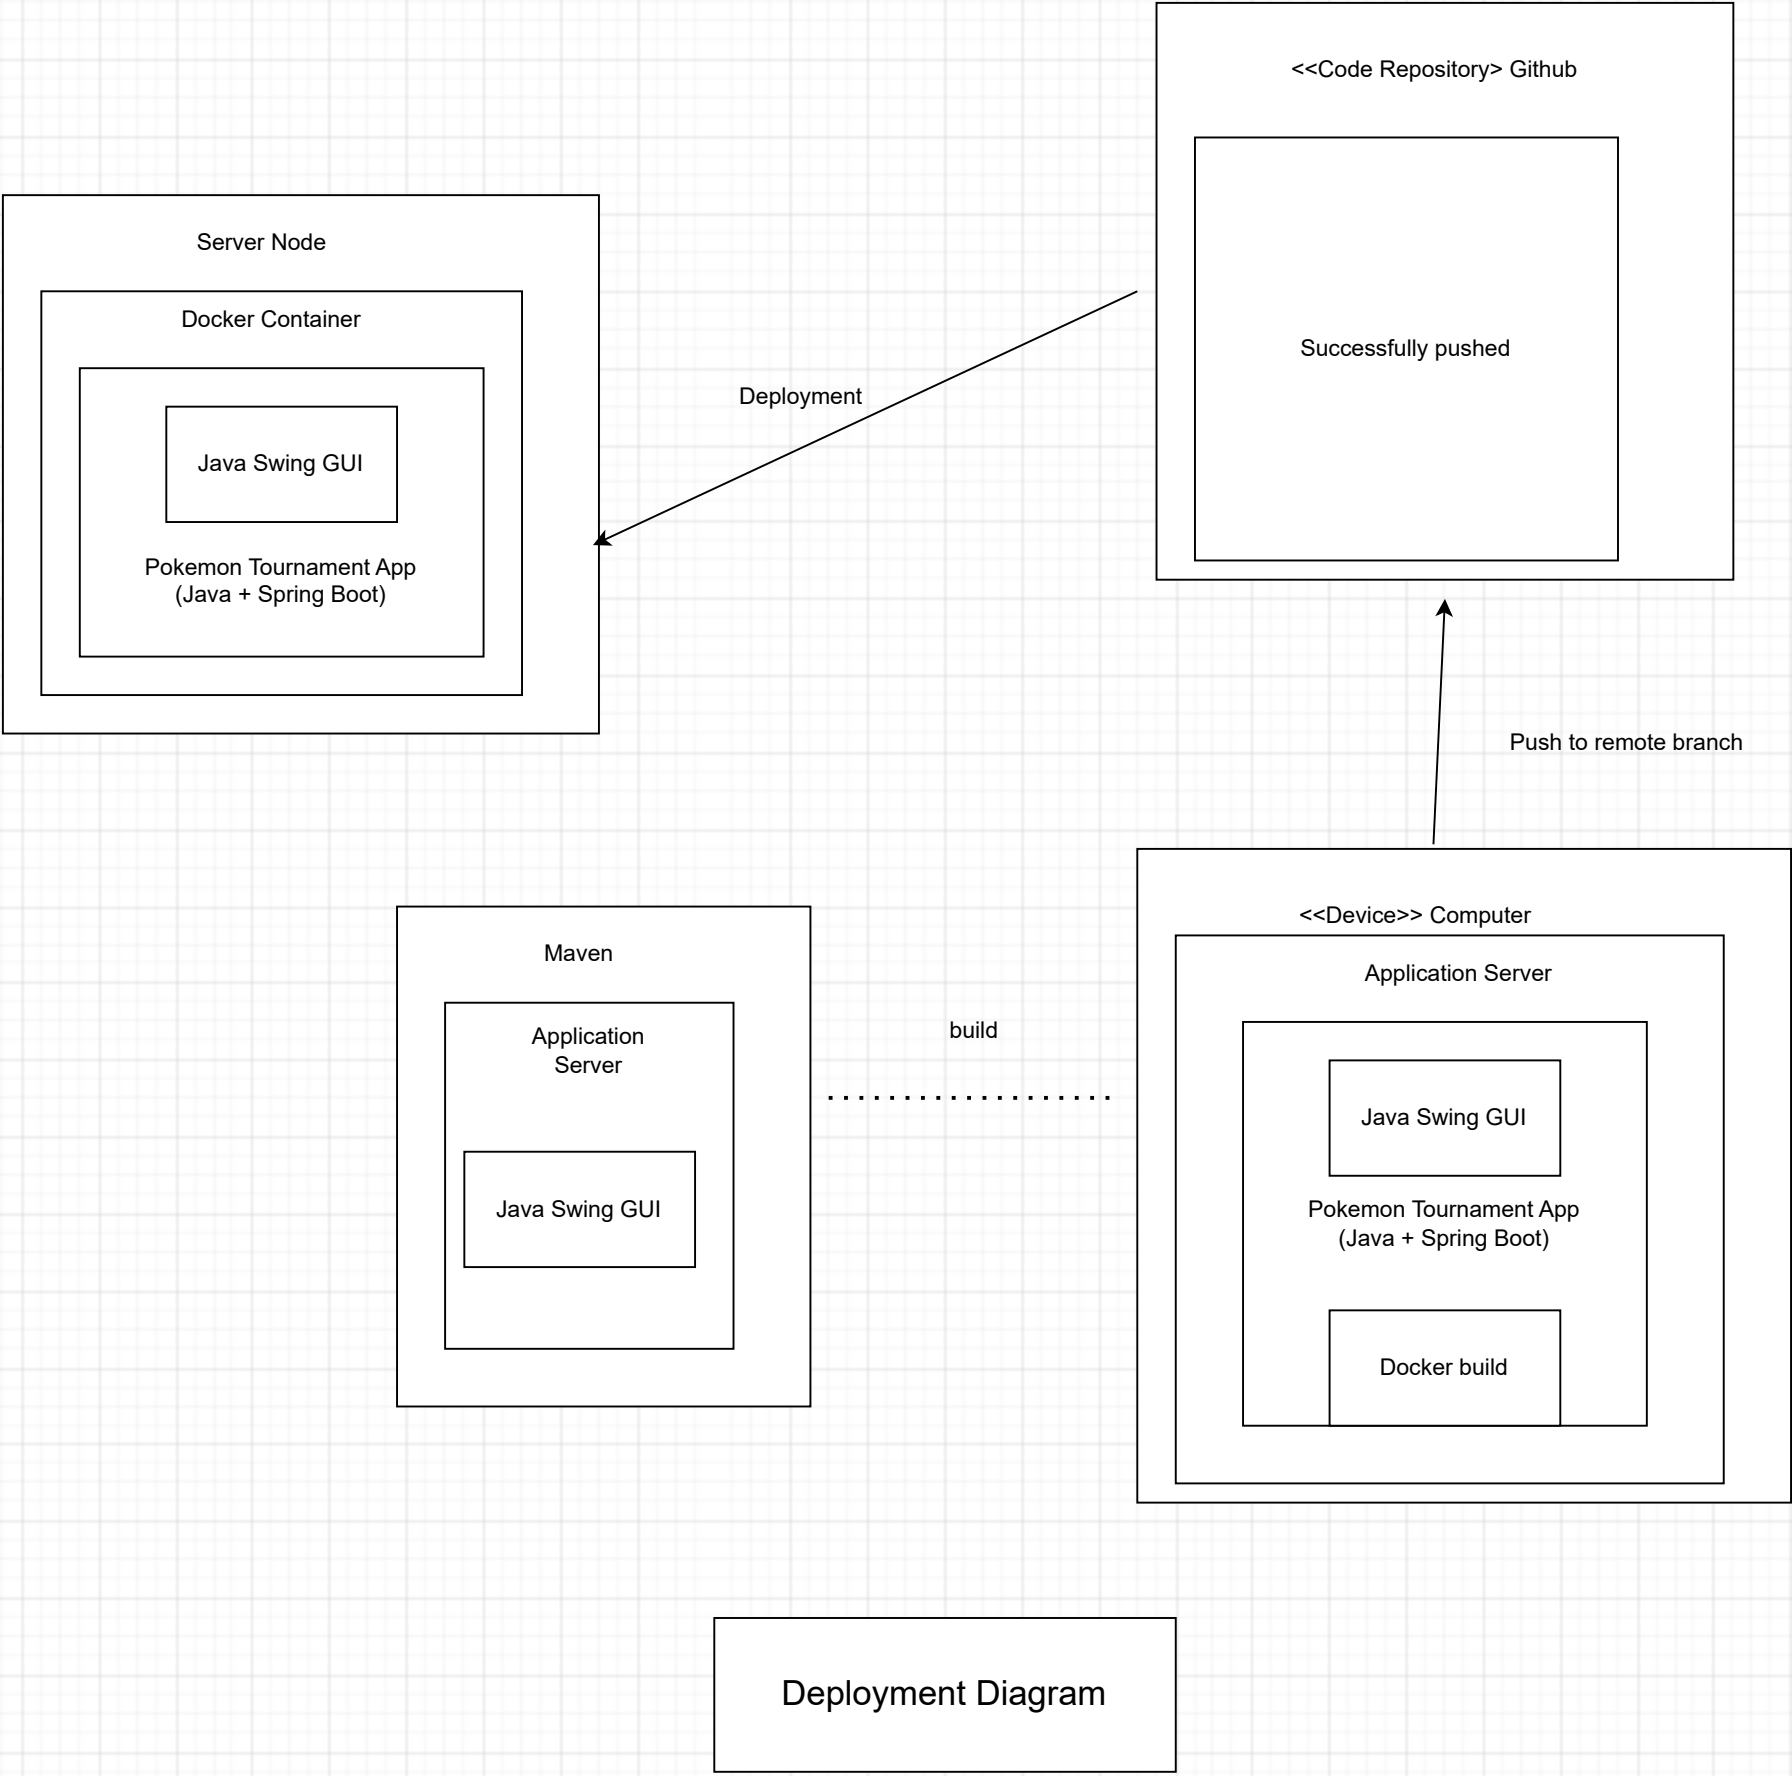 <<Code Repository> Github
Successfully pushed
Server Node
Docker Container
Java Swing GUI
Pokemon Tournament App
(Java + Spring Boot)
Deployment
Push to remote branch
Maven
Application
Server
Java Swing GUI
build
<<Device>> Computer
Application Server
Java Swing GUI
Pokemon Tournament App
(Java + Spring Boot)
Docker build
Deployment Diagram